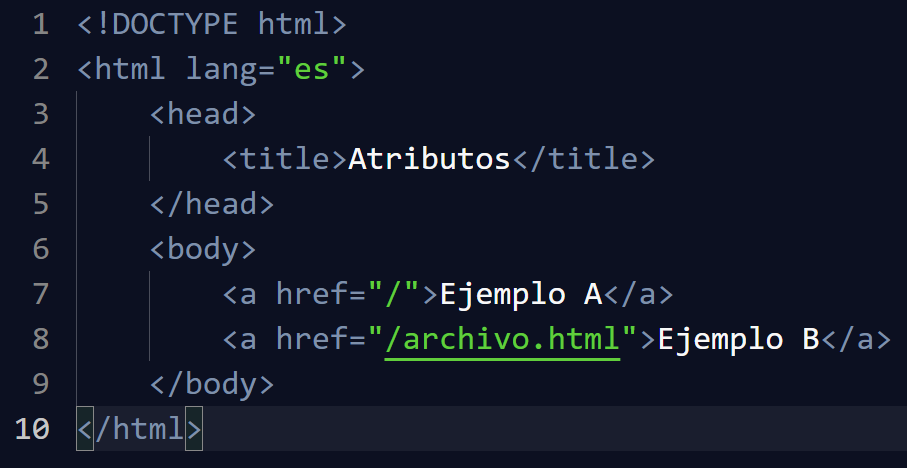 1 <!DOCTYPE html>
2 <html lang="es">
3     <head>
4         <title>Atributos</title>
5     </head>
6     <body>
7         <a href="/">Ejemplo A</a>
8         <a href="/archivo.html">Ejemplo B</a>
9     </body>
10 </html>